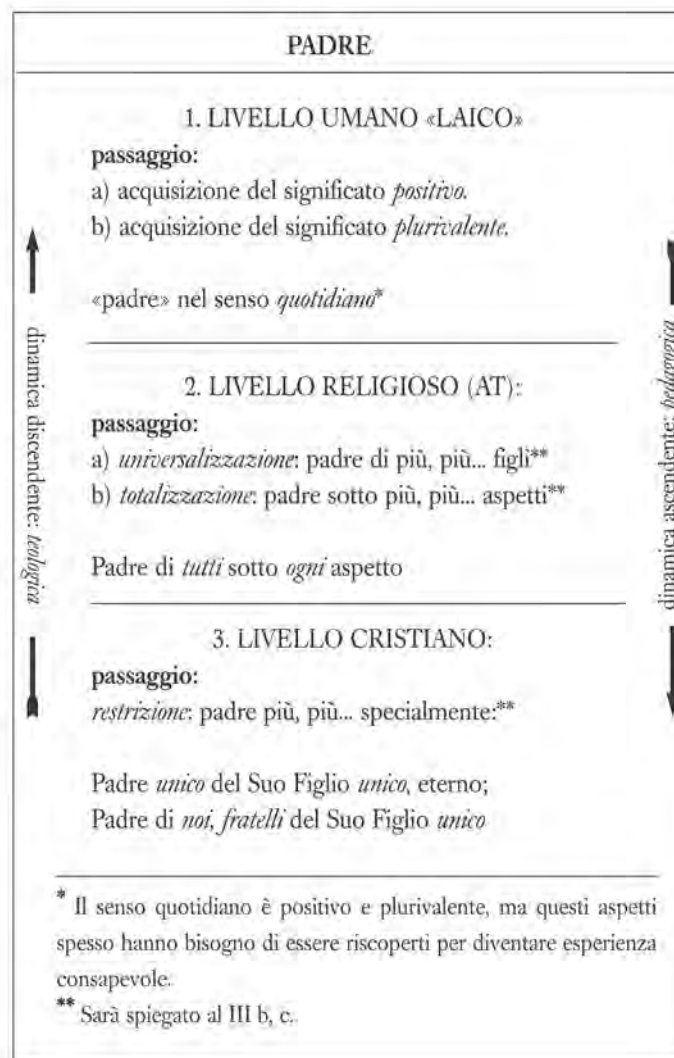 PADRE
1. LIVELLO UMANO «LAICO»
passaggio:
a) acquisizione del significato positivo.
b) acquisizione del significato plurivalente.
«padre» nel senso quotidiano*
2. LIVELLO RELIGIOSO (AT):
passaggio:
a) universalizzazione: padre di più, più... figli**
b) totalizzazione: padre sotto più, più... aspetti**
Padre di tutti sotto ogni aspetto
3. LIVELLO CRISTIANO:
passaggio:
restrizione: padre più, più... specialmente:**
Padre unico del Suo Figlio unico, eterno;
Padre di noi, fratelli del Suo Figlio unico
dinamica discendente: teologica
dinamica ascendente: pedagogica
* Il senso quotidiano è positivo e plurivalente, ma questi aspetti
spesso hanno bisogno di essere riscoperti per diventare esperienza
consapevole.
** Sarà spiegato al III b, c.